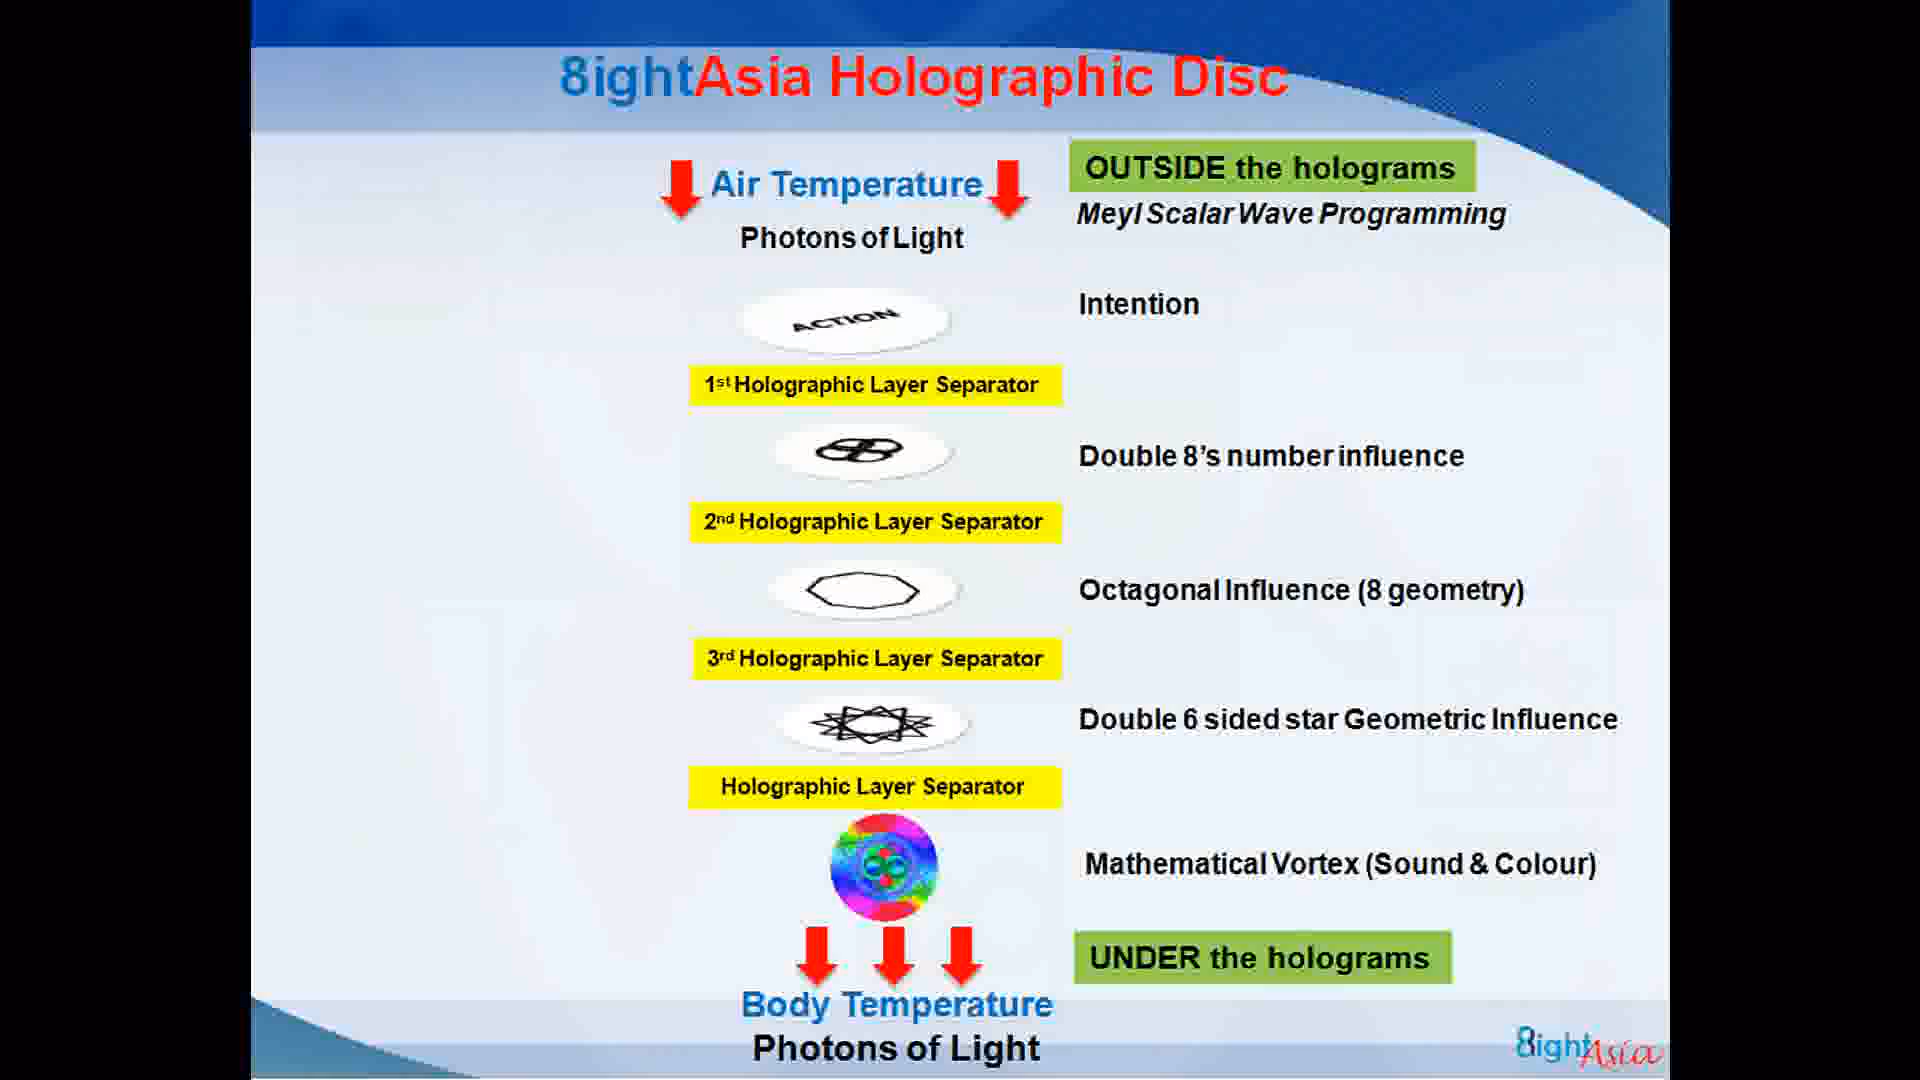 8ightAsia Holographic Disc
Air Temperature
Photons of Light
OUTSIDE the holograms
Meyl Scalar Wave Programming
ACTION
Intention
1st Holographic Layer Separator
Double 8's number influence
2nd Holographic Layer Separator
Octagonal Influence (8 geometry)
3rd Holographic Layer Separator
Double 6 sided star Geometric Influence
Holographic Layer Separator
Mathematical Vortex (Sound & Colour)
UNDER the holograms
Body Temperature
Photons of Light
8ight Asia